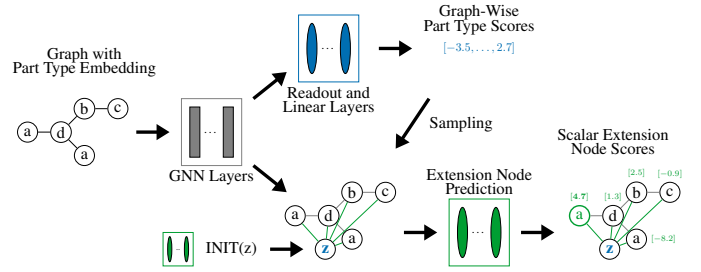 Graph with
Part Type Embedding
a
d
b
c
a
...
GNN Layers
...
Readout and
Linear Layers
Graph-Wise
Part Type Scores
[−3.5, . . . , 2.7]
Sampling
...
INIT(z)
a
d
b
c
a
z
Extension Node
Prediction
...
Scalar Extension
Node Scores
[2.5]
[−0.9]
[4.7]
[1.3]
[−8.2]
a
d
b
c
a
z